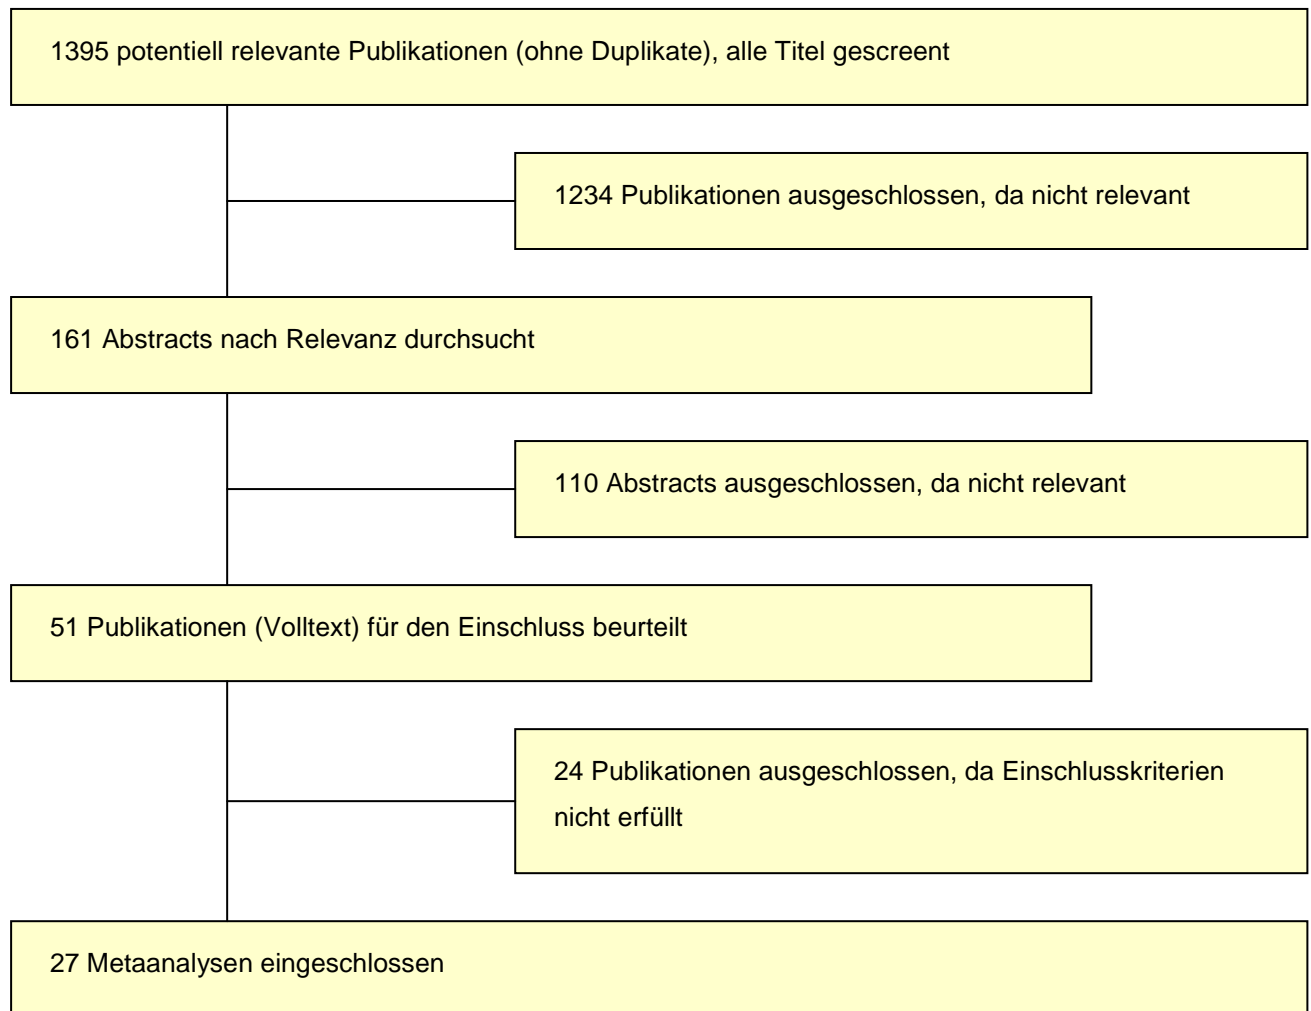 1395 potentiell relevante Publikationen (ohne Duplikate), alle Titel gescreent
1234 Publikationen ausgeschlossen, da nicht relevant
161 Abstracts nach Relevanz durchsucht
110 Abstracts ausgeschlossen, da nicht relevant
51 Publikationen (Volltext) für den Einschluss beurteilt
24 Publikationen ausgeschlossen, da Einschlusskriterien
nicht erfüllt
27 Metaanalysen eingeschlossen